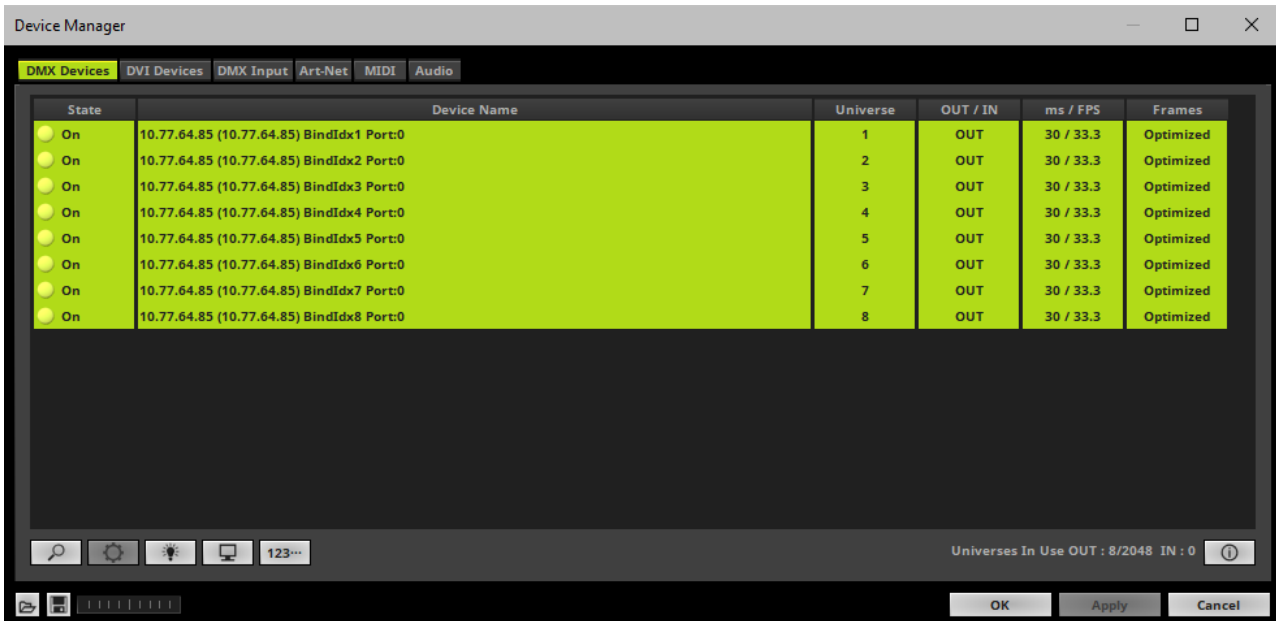 Device Manager
DMX Devices DVI Devices DMX Input Art-Net MIDI Audio
State Device Name Universe OUT / IN ms / FPS Frames
On 10.77.64.85 (10.77.64.85) BindIdx1 Port:0 1 OUT 30 / 33.3 Optimized
On 10.77.64.85 (10.77.64.85) BindIdx2 Port:0 2 OUT 30 / 33.3 Optimized
On 10.77.64.85 (10.77.64.85) BindIdx3 Port:0 3 OUT 30 / 33.3 Optimized
On 10.77.64.85 (10.77.64.85) BindIdx4 Port:0 4 OUT 30 / 33.3 Optimized
On 10.77.64.85 (10.77.64.85) BindIdx5 Port:0 5 OUT 30 / 33.3 Optimized
On 10.77.64.85 (10.77.64.85) BindIdx6 Port:0 6 OUT 30 / 33.3 Optimized
On 10.77.64.85 (10.77.64.85) BindIdx7 Port:0 7 OUT 30 / 33.3 Optimized
On 10.77.64.85 (10.77.64.85) BindIdx8 Port:0 8 OUT 30 / 33.3 Optimized
123··· Universes In Use OUT : 8/2048 IN : 0
OK Apply Cancel